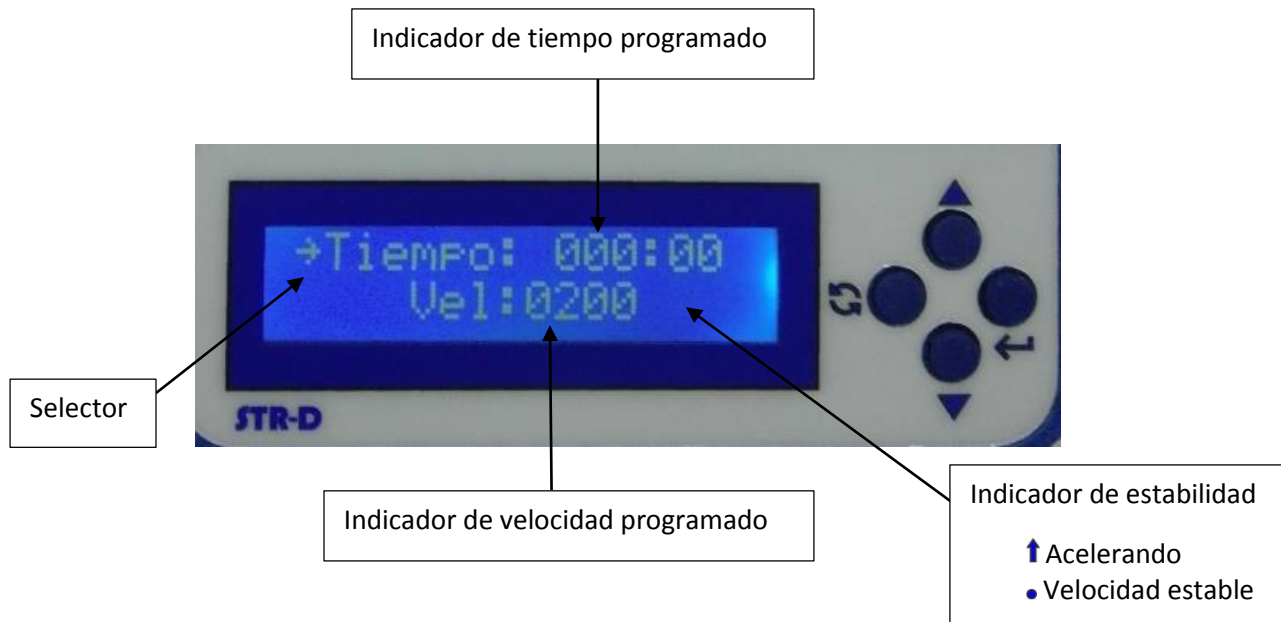 Indicador de tiempo programado
→Tiempo: 000:00
Vel:0200
Selector
STR-D
Indicador de velocidad programado
Indicador de estabilidad
Acelerando
Velocidad estable